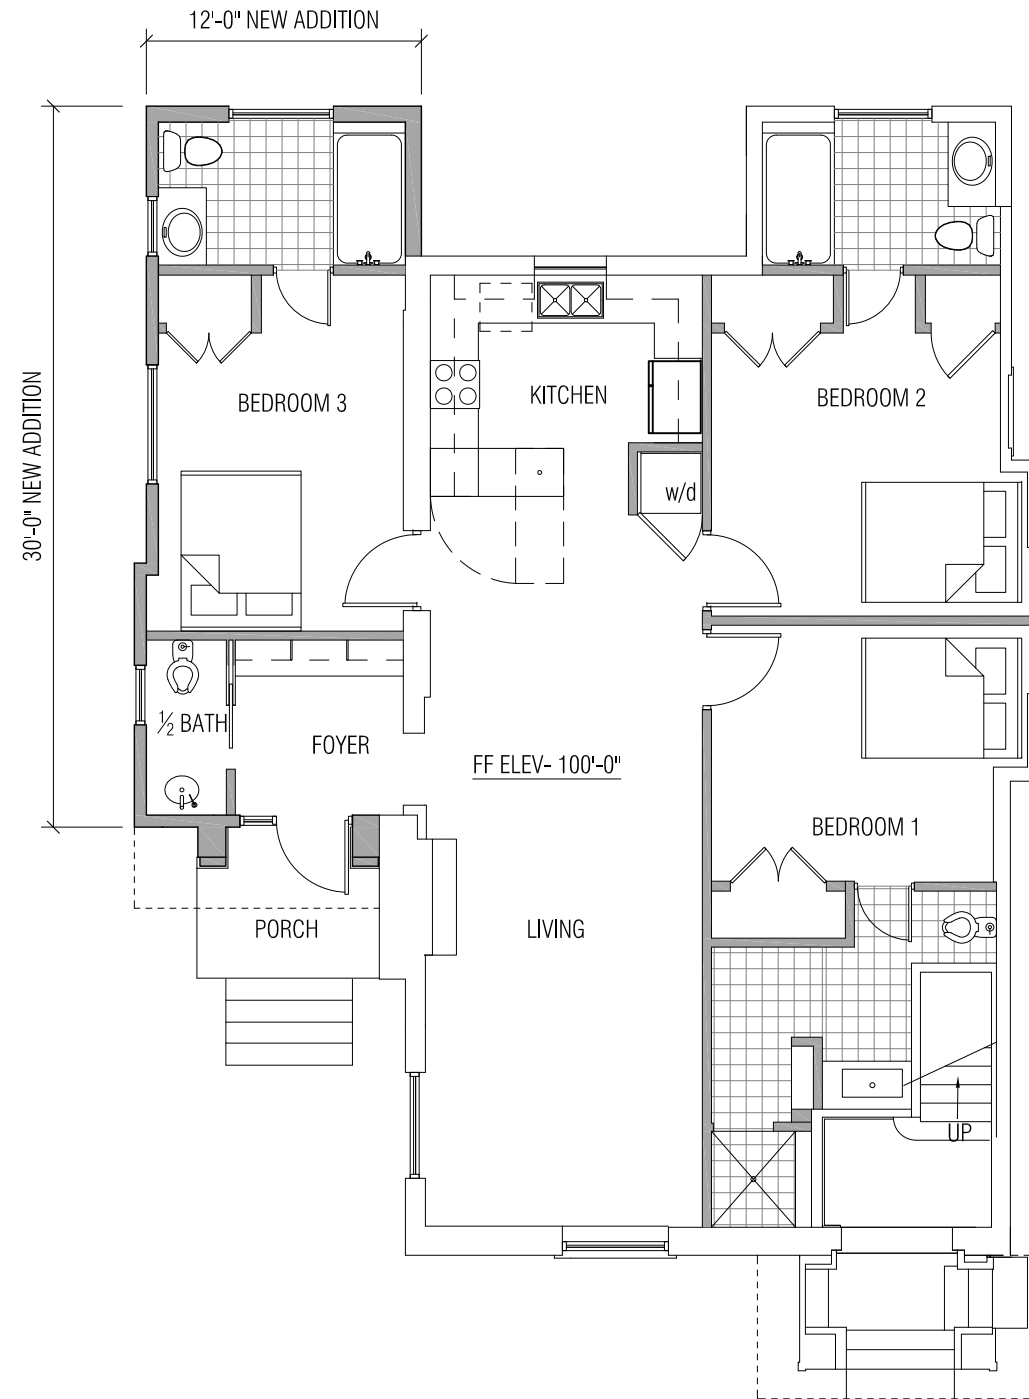 12'-0" NEW ADDITION
30'-0" NEW ADDITION
BEDROOM 3
KITCHEN
BEDROOM 2
w/d
½ BATH
FOYER
FF ELEV- 100'-0"
BEDROOM 1
PORCH
LIVING
UP